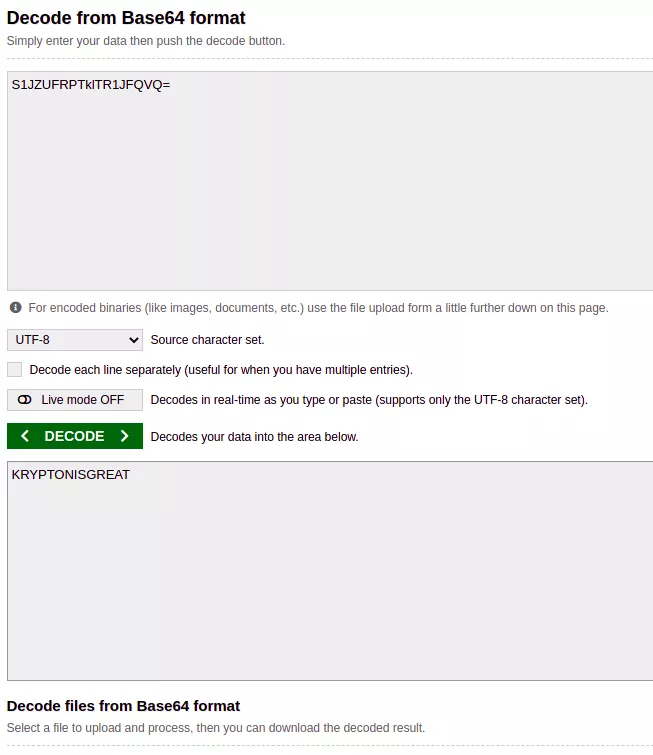 Decode from Base64 format
Simply enter your data then push the decode button.
S1JZUFRPTklTR1JFQVQ=
For encoded binaries (like images, documents, etc.) use the file upload form a little further down on this page.
UTF-8 Source character set.
Decode each line separately (useful for when you have multiple entries).
Live mode OFF Decodes in real-time as you type or paste (supports only the UTF-8 character set).
DECODE Decodes your data into the area below.
KRYPTONISGREAT
Decode files from Base64 format
Select a file to upload and process, then you can download the decoded result.